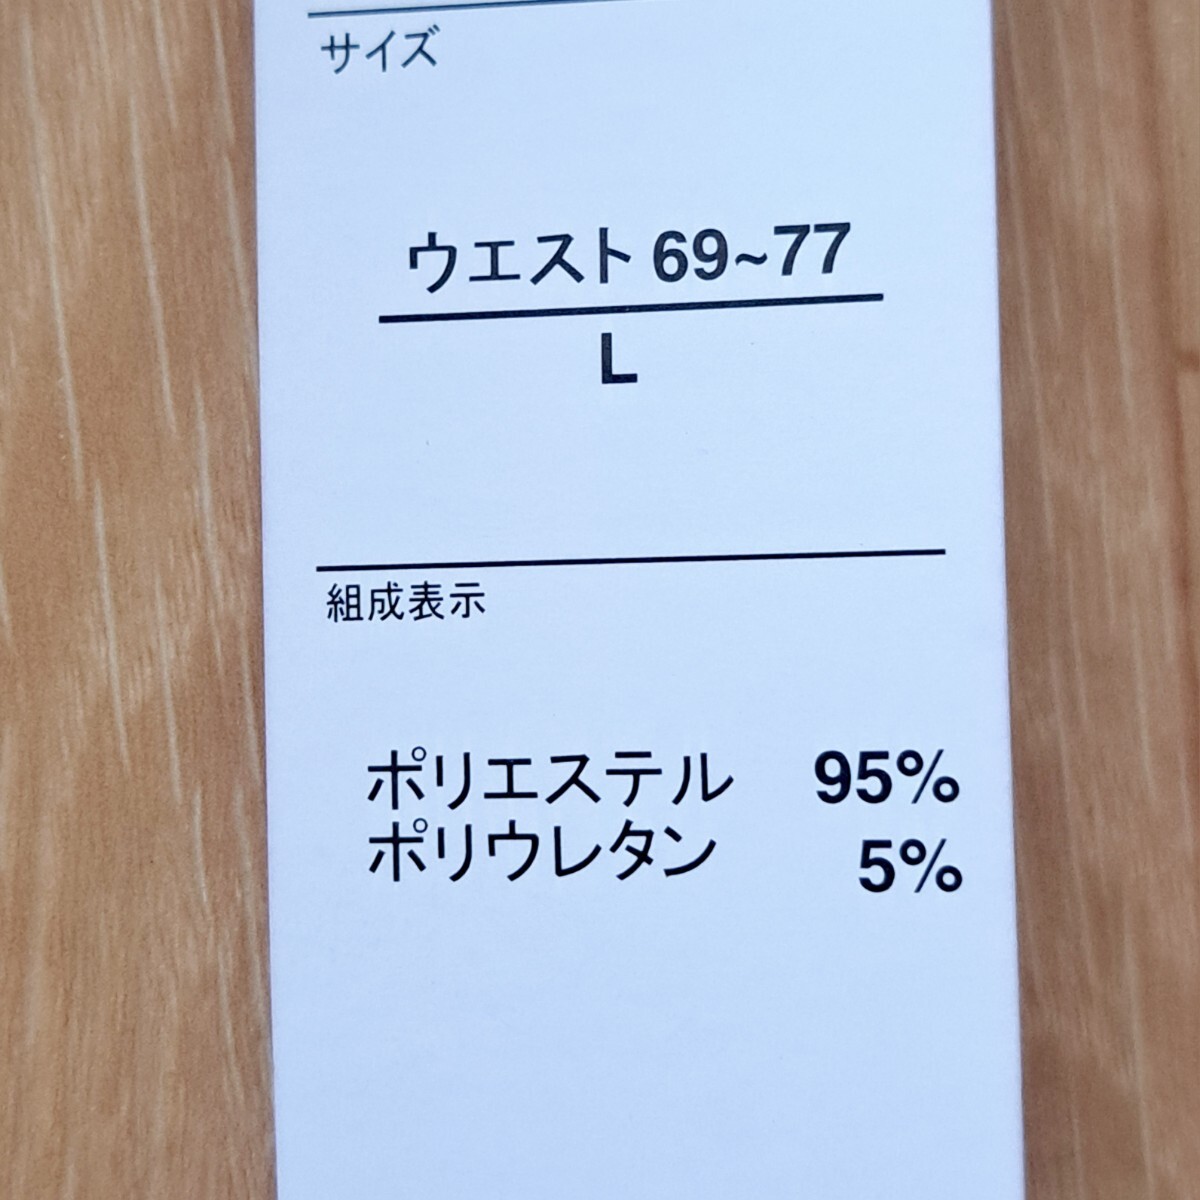 サイズ
ウエスト 69~77
L
組成表示
ポリエステル 95%
ポリウレタン 5%